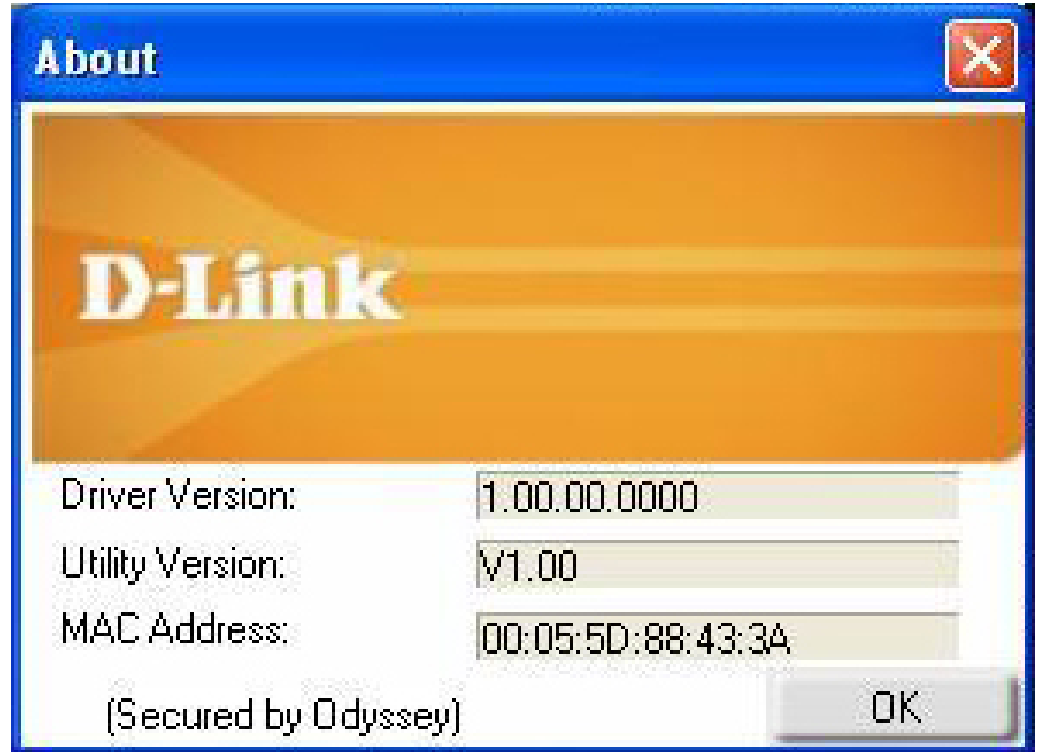 About
D-Link
Driver Version: 1.00.00.0000
Utility Version: V1.00
MAC Address: 00:05:5D:88:43:3A
(Secured by Odyssey) OK